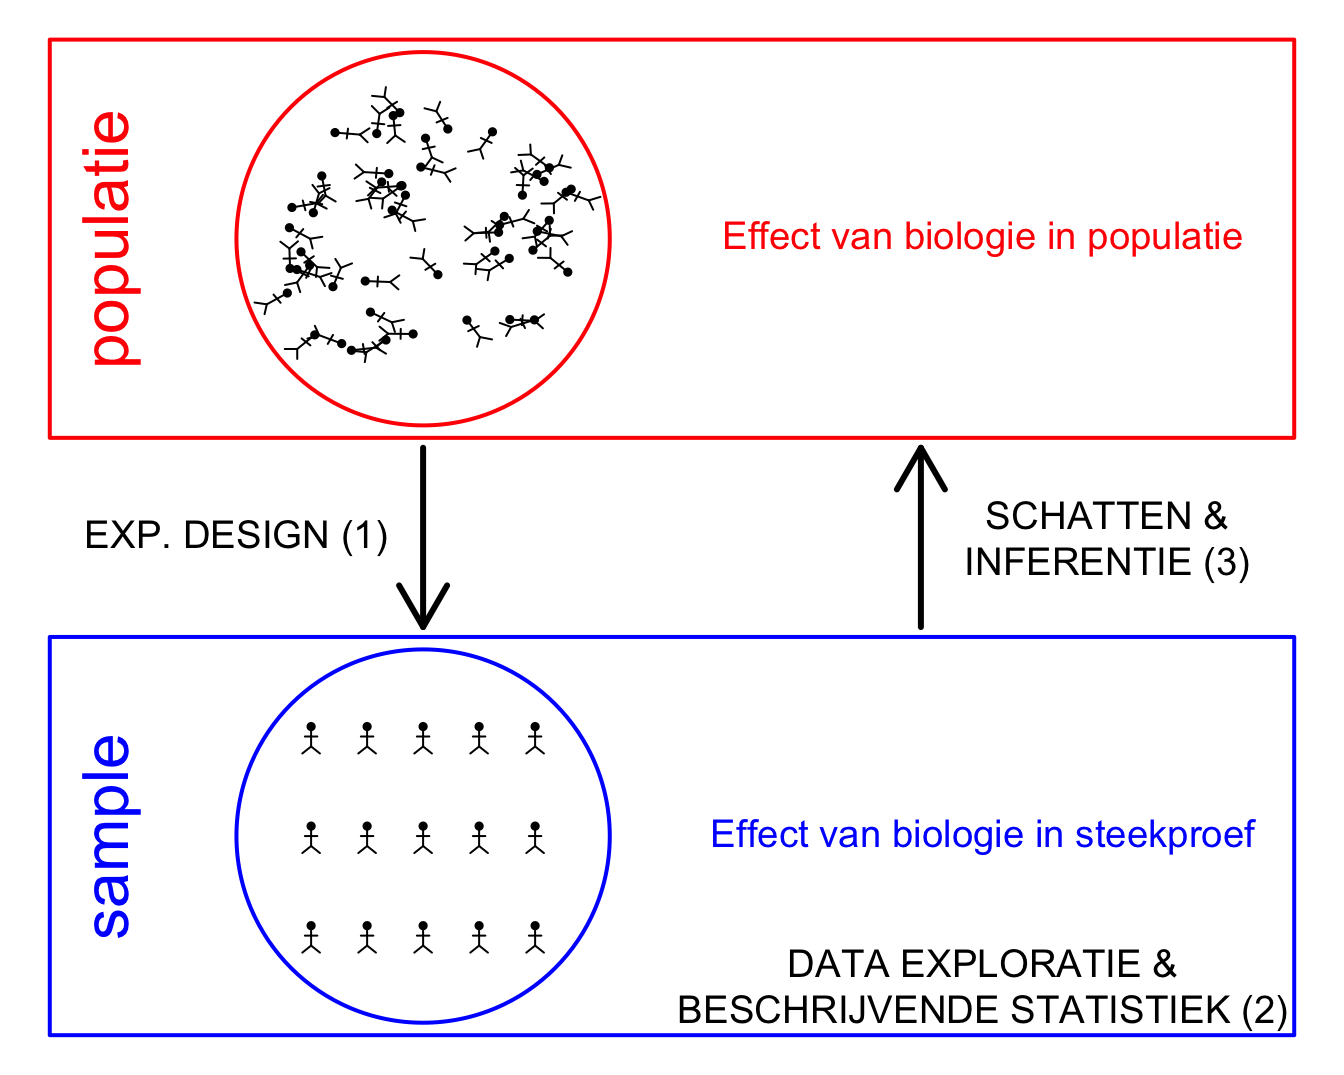 populatie
Effect van biologie in populatie
EXP. DESIGN (1)
SCHATTEN &
INFERENTIE (3)
sample
Effect van biologie in steekproef
DATA EXPLORATIE &
BESCHRIJVENDE STATISTIEK (2)